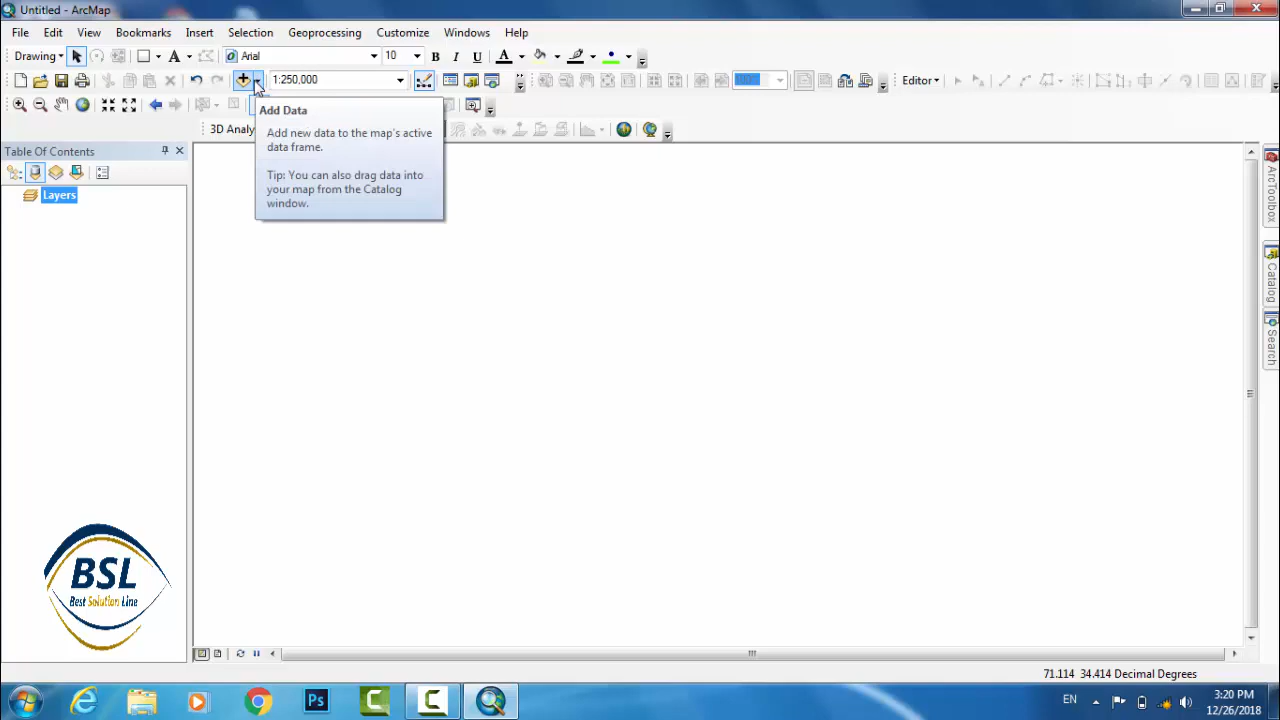 Untitled - ArcMap
File Edit View Bookmarks Insert Selection Geoprocessing Customize Windows Help
Drawing Arial 10 B I U A
1:250,000 Editor
Add Data
Add new data to the map's active
data frame.
Tip: You can also drag data into
your map from the Catalog
window.
3D Analy
Table Of Contents
Layers
ArcToolbox
Catalog
Search
BSL
Best Solution Line
71.114 34.414 Decimal Degrees
EN
3:20 PM
12/26/2018
Ps